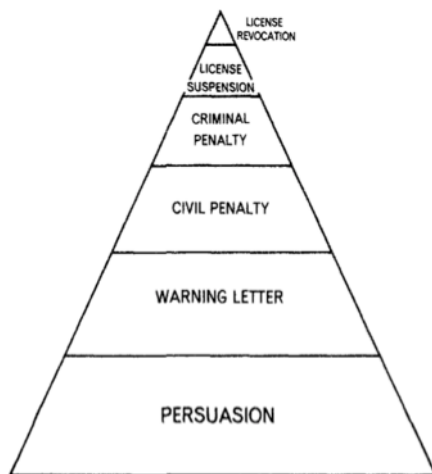 LICENSE
REVOCATION
LICENSE
SUSPENSION
CRIMINAL
PENALTY
CIVIL PENALTY
WARNING LETTER
PERSUASION